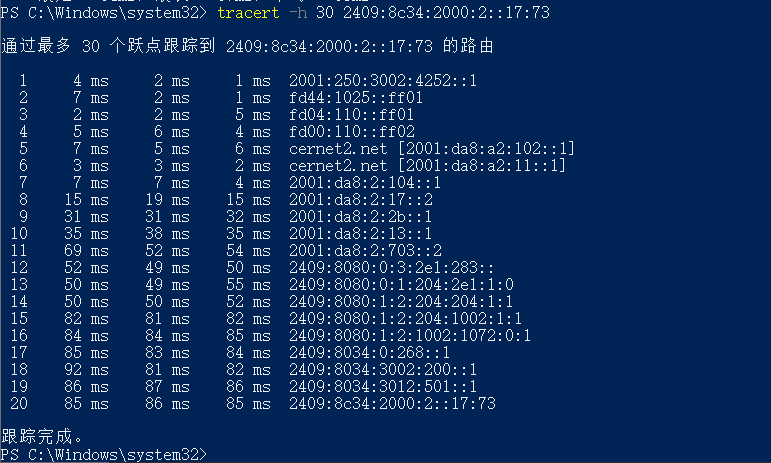 PS C:\Windows\system32> tracert -h 30 2409:8c34:2000:2::17:73
通过最多 30 个跃点跟踪到 2409:8c34:2000:2::17:73 的路由
1 4 ms 2 ms 1 ms 2001:250:3002:4252::1
2 7 ms 2 ms 1 ms fd44:1025::ff01
3 2 ms 2 ms 5 ms fd04:110::ff01
4 5 ms 6 ms 4 ms fd00:110::ff02
5 7 ms 5 ms 6 ms cernet2.net [2001:da8:a2:102::1]
6 3 ms 3 ms 2 ms cernet2.net [2001:da8:a2:11::1]
7 7 ms 7 ms 4 ms 2001:da8:2:104::1
8 15 ms 19 ms 15 ms 2001:da8:2:17::2
9 31 ms 31 ms 32 ms 2001:da8:2:2b::1
10 35 ms 38 ms 35 ms 2001:da8:2:13::1
11 69 ms 52 ms 54 ms 2001:da8:2:703::2
12 52 ms 49 ms 50 ms 2409:8080:0:3:2e1:283::
13 50 ms 49 ms 55 ms 2409:8080:0:1:204:2e1:1:0
14 50 ms 50 ms 52 ms 2409:8080:1:2:204:204:1:1
15 82 ms 81 ms 82 ms 2409:8080:1:2:204:1002:1:1
16 84 ms 84 ms 85 ms 2409:8080:1:2:1002:1072:0:1
17 85 ms 83 ms 84 ms 2409:8034:0:268::1
18 92 ms 81 ms 82 ms 2409:8034:3002:200::1
19 86 ms 87 ms 86 ms 2409:8034:3012:501::1
20 85 ms 86 ms 85 ms 2409:8c34:2000:2::17:73
跟踪完成。
PS C:\Windows\system32>